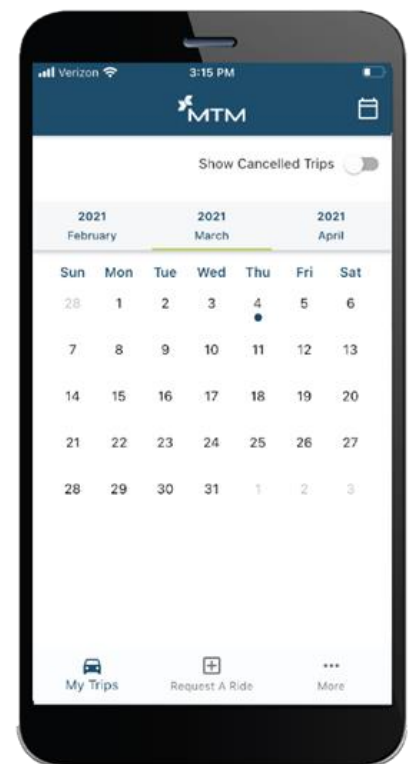 Verizon 3:15 PM
MTM
Show Cancelled Trips
2021 2021 2021
February March April
Sun Mon Tue Wed Thu Fri Sat
28 1 2 3 4 5 6
7 8 9 10 11 12 13
14 15 16 17 18 19 20
21 22 23 24 25 26 27
28 29 30 31 1 2 3
My Trips Request A Ride More